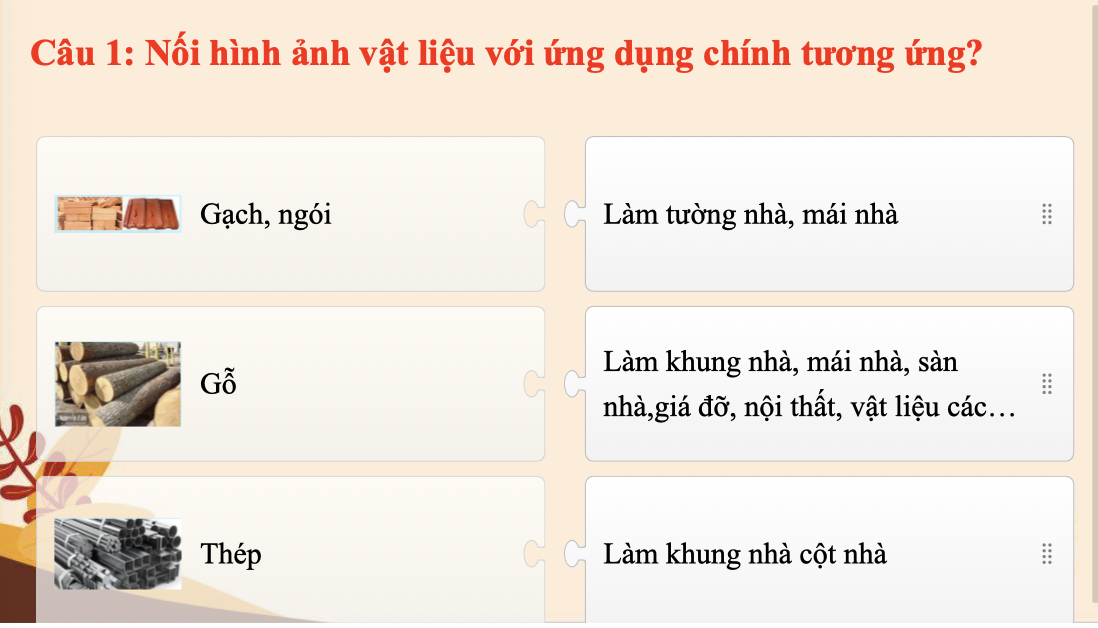 Câu 1: Nối hình ảnh vật liệu với ứng dụng chính tương ứng?
Gạch, ngói
Làm tường nhà, mái nhà
Gỗ
Làm khung nhà, mái nhà, sàn
nhà,giá đỡ, nội thất, vật liệu các…
Thép
Làm khung nhà cột nhà